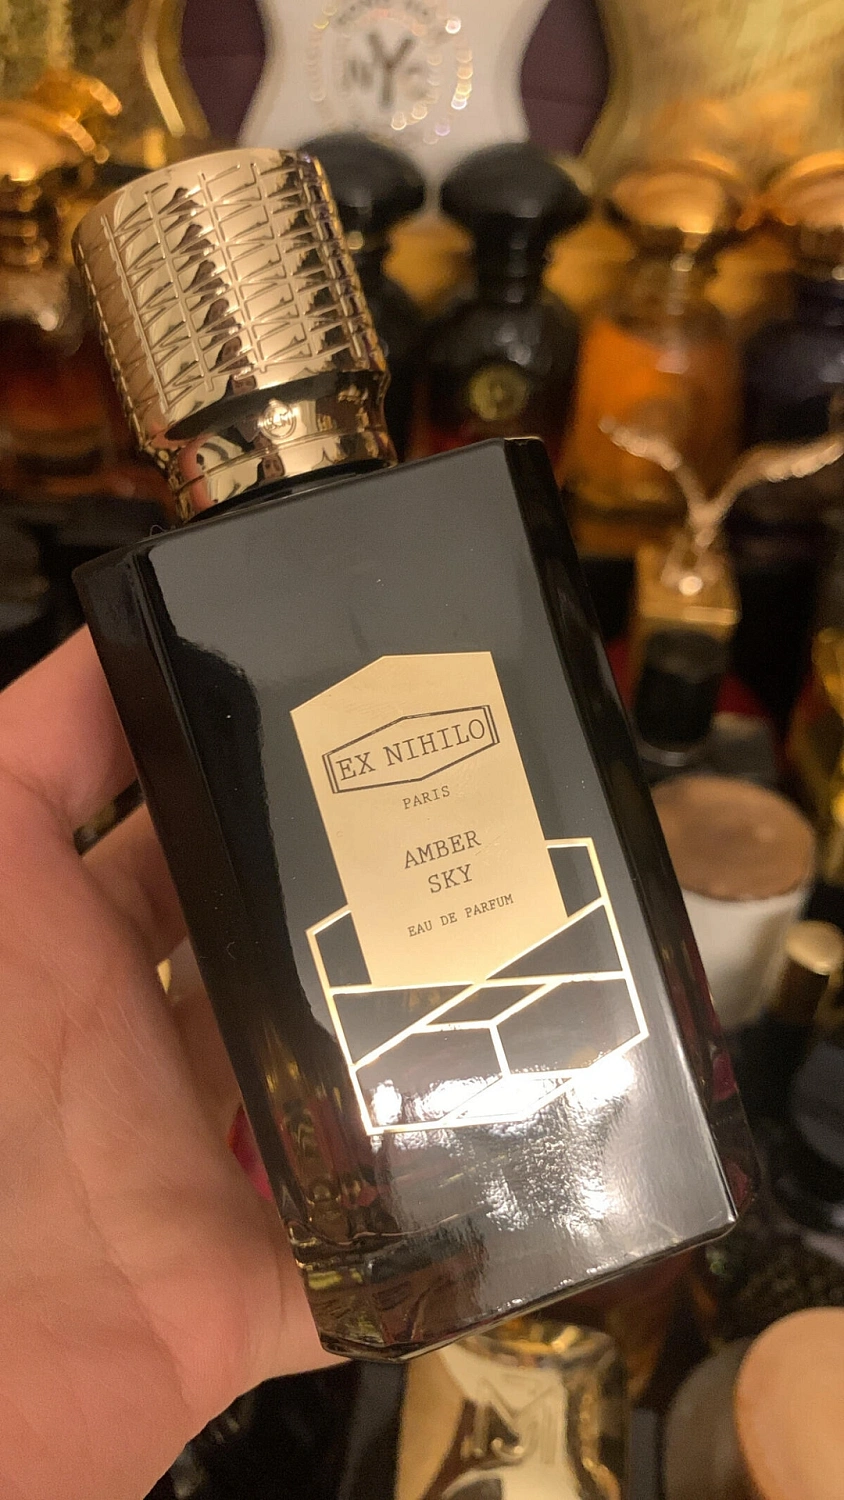 EX NIHILO
PARIS
AMBER
SKY
EAU DE PARFUM